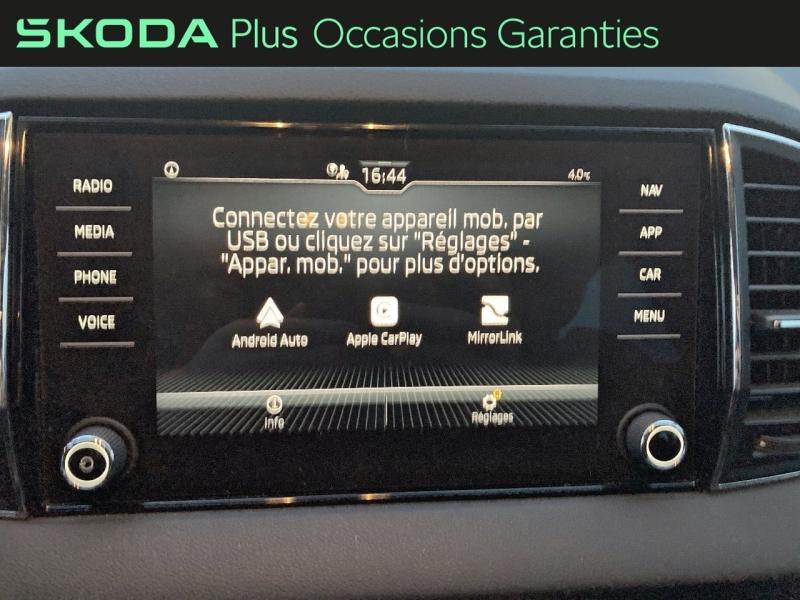 SKODA Plus Occasions Garanties
16:44
4.0°C
RADIO
MEDIA
PHONE
VOICE
Connectez votre appareil mob. par
USB ou cliquez sur "Réglages" -
"Appar. mob." pour plus d'options.
Android Auto
Apple CarPlay
MirrorLink
Info
Réglages
NAV
APP
CAR
MENU